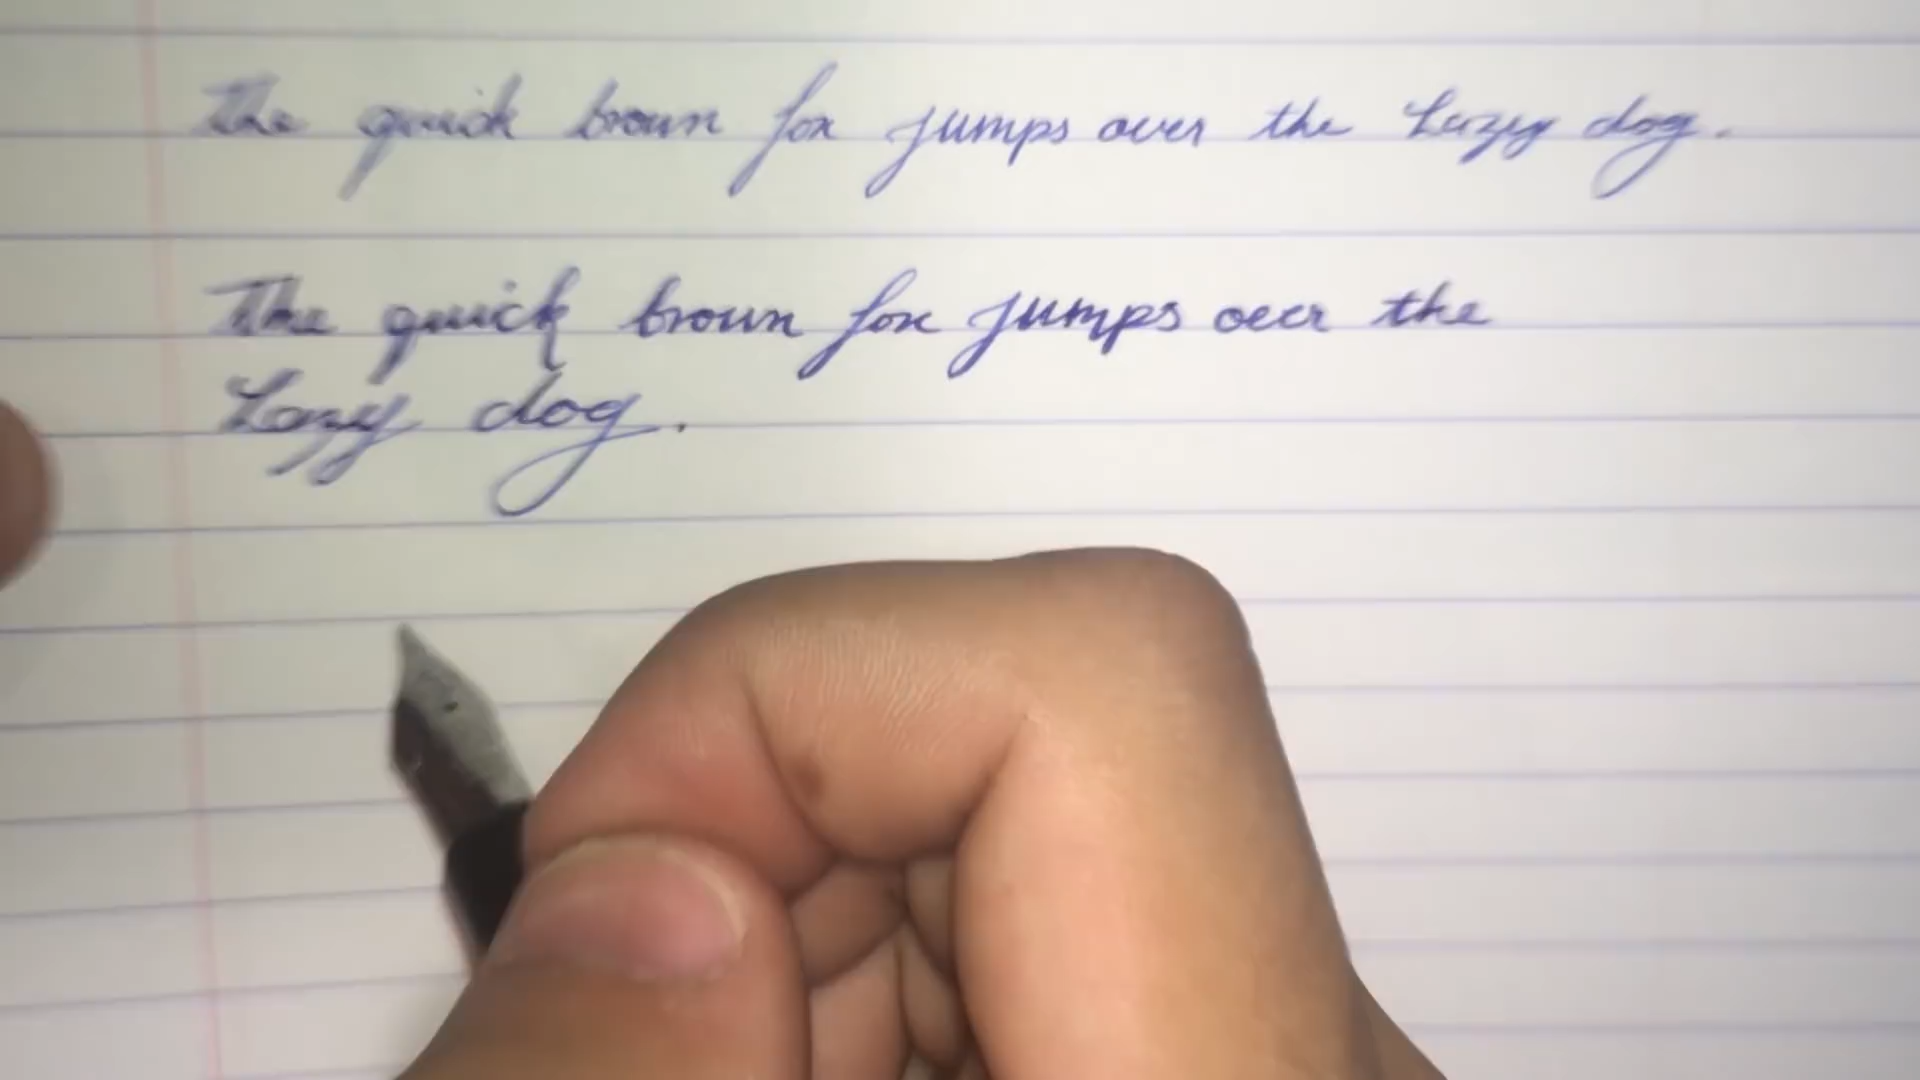 The quick brown fox jumps over the Lazy dog.
The quick brown fox jumps over the
Lazy dog.